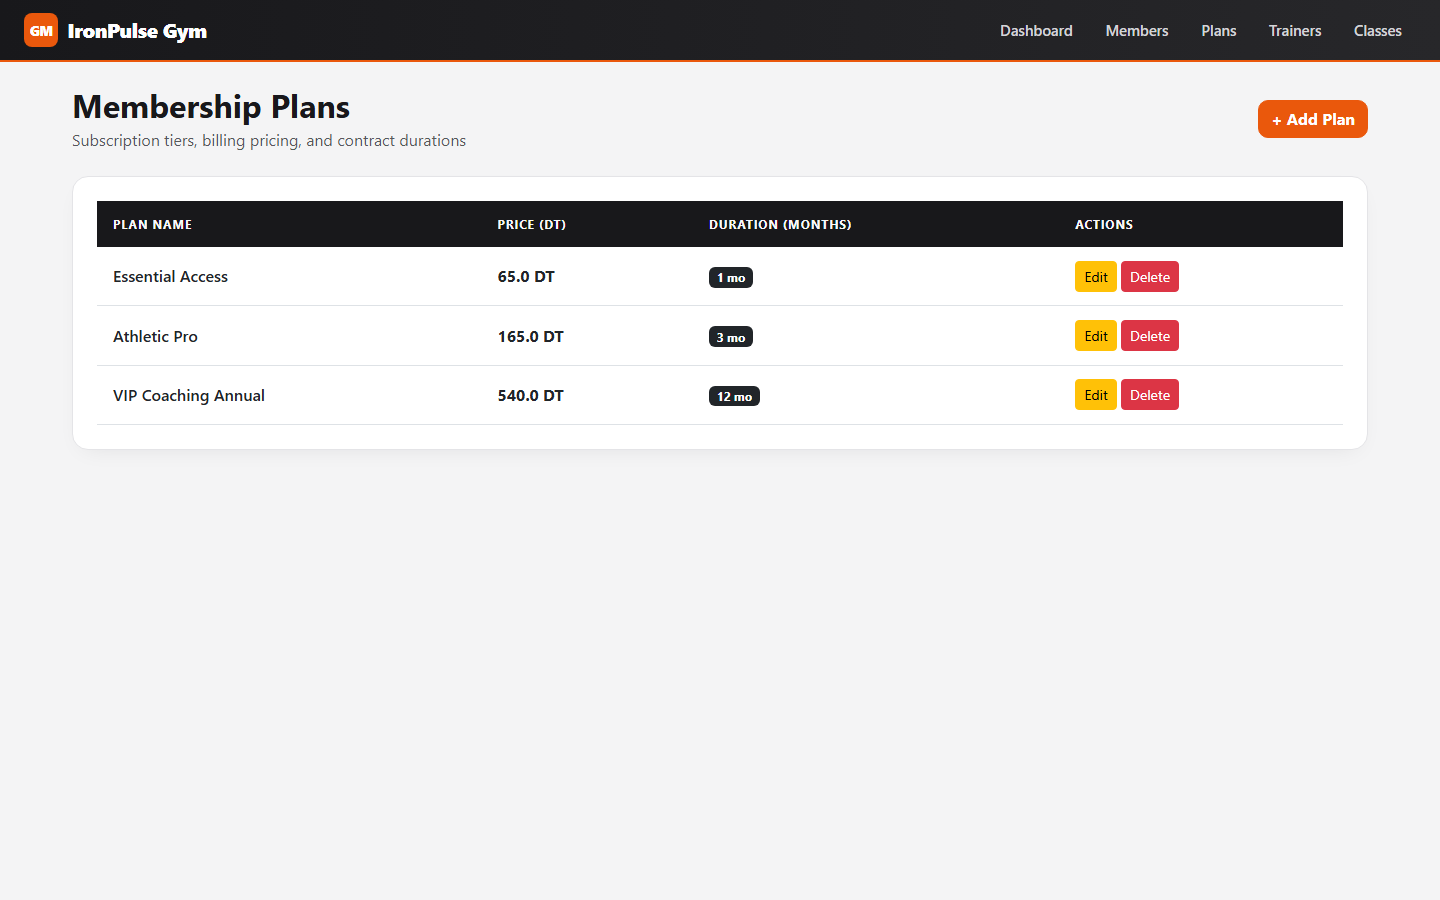 GM IronPulse Gym Dashboard Members Plans Trainers Classes
Membership Plans
Subscription tiers, billing pricing, and contract durations
+ Add Plan
PLAN NAME PRICE (DT) DURATION (MONTHS) ACTIONS
Essential Access 65.0 DT 1 mo Edit Delete
Athletic Pro 165.0 DT 3 mo Edit Delete
VIP Coaching Annual 540.0 DT 12 mo Edit Delete